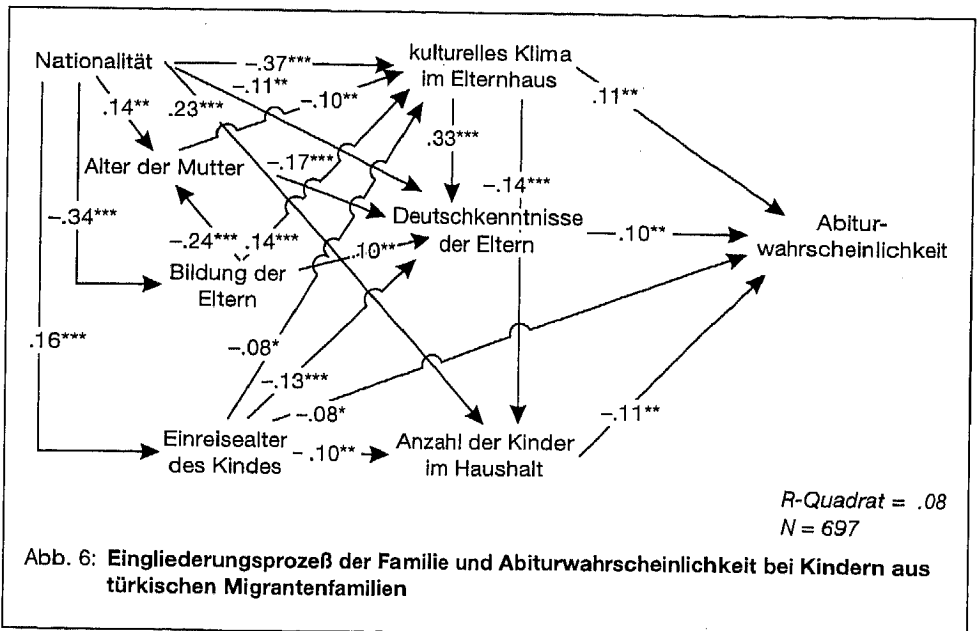 Nationalität
–.37***
kulturelles Klima
im Elternhaus
–.11**
.11**
.14**
.23***
–.10**
.33***
Alter der Mutter
–.17***
–.14***
–.34***
Deutschkenntnisse
der Eltern
–.10**
Abitur-
wahrscheinlichkeit
–.24***
.14***
.10**
Bildung der
Eltern
.16***
–.08*
–.13***
–.08*
–.11**
Einreisealter
des Kindes
–.10**
Anzahl der Kinder
im Haushalt
R-Quadrat = .08
N = 697
Abb. 6: Eingliederungsprozeß der Familie und Abiturwahrscheinlichkeit bei Kindern aus
türkischen Migrantenfamilien